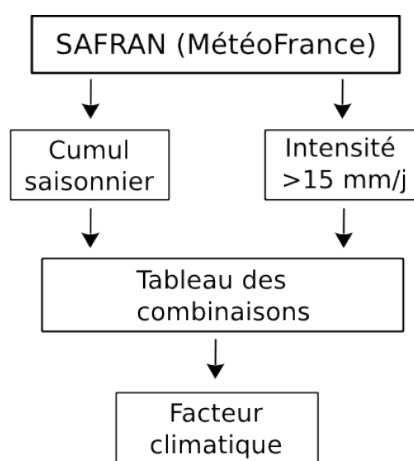 SAFRAN (MétéoFrance)
Cumul
saisonnier
Intensité
>15 mm/j
Tableau des
combinaisons
Facteur
climatique